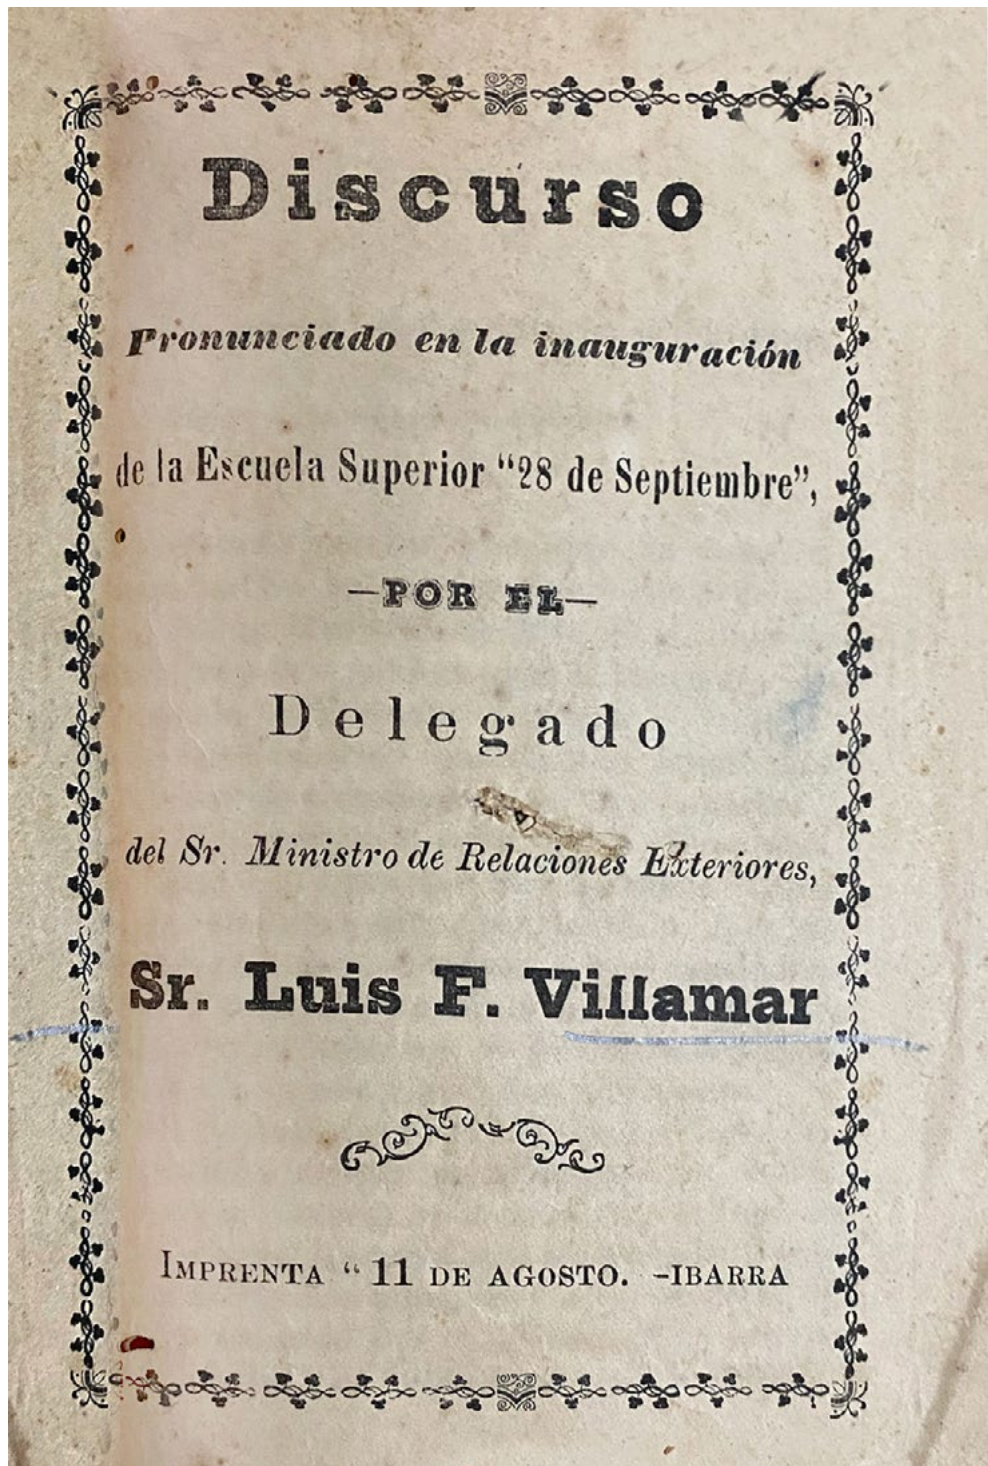 Discurso
Pronunciado en la inauguración
de la Escuela Superior “28 de Septiembre”,
—POR EL—
Delegado
del Sr. Ministro de Relaciones Exteriores,
Sr. Luis F. Villamar
IMPRENTA “ 11 DE AGOSTO. -IBARRA